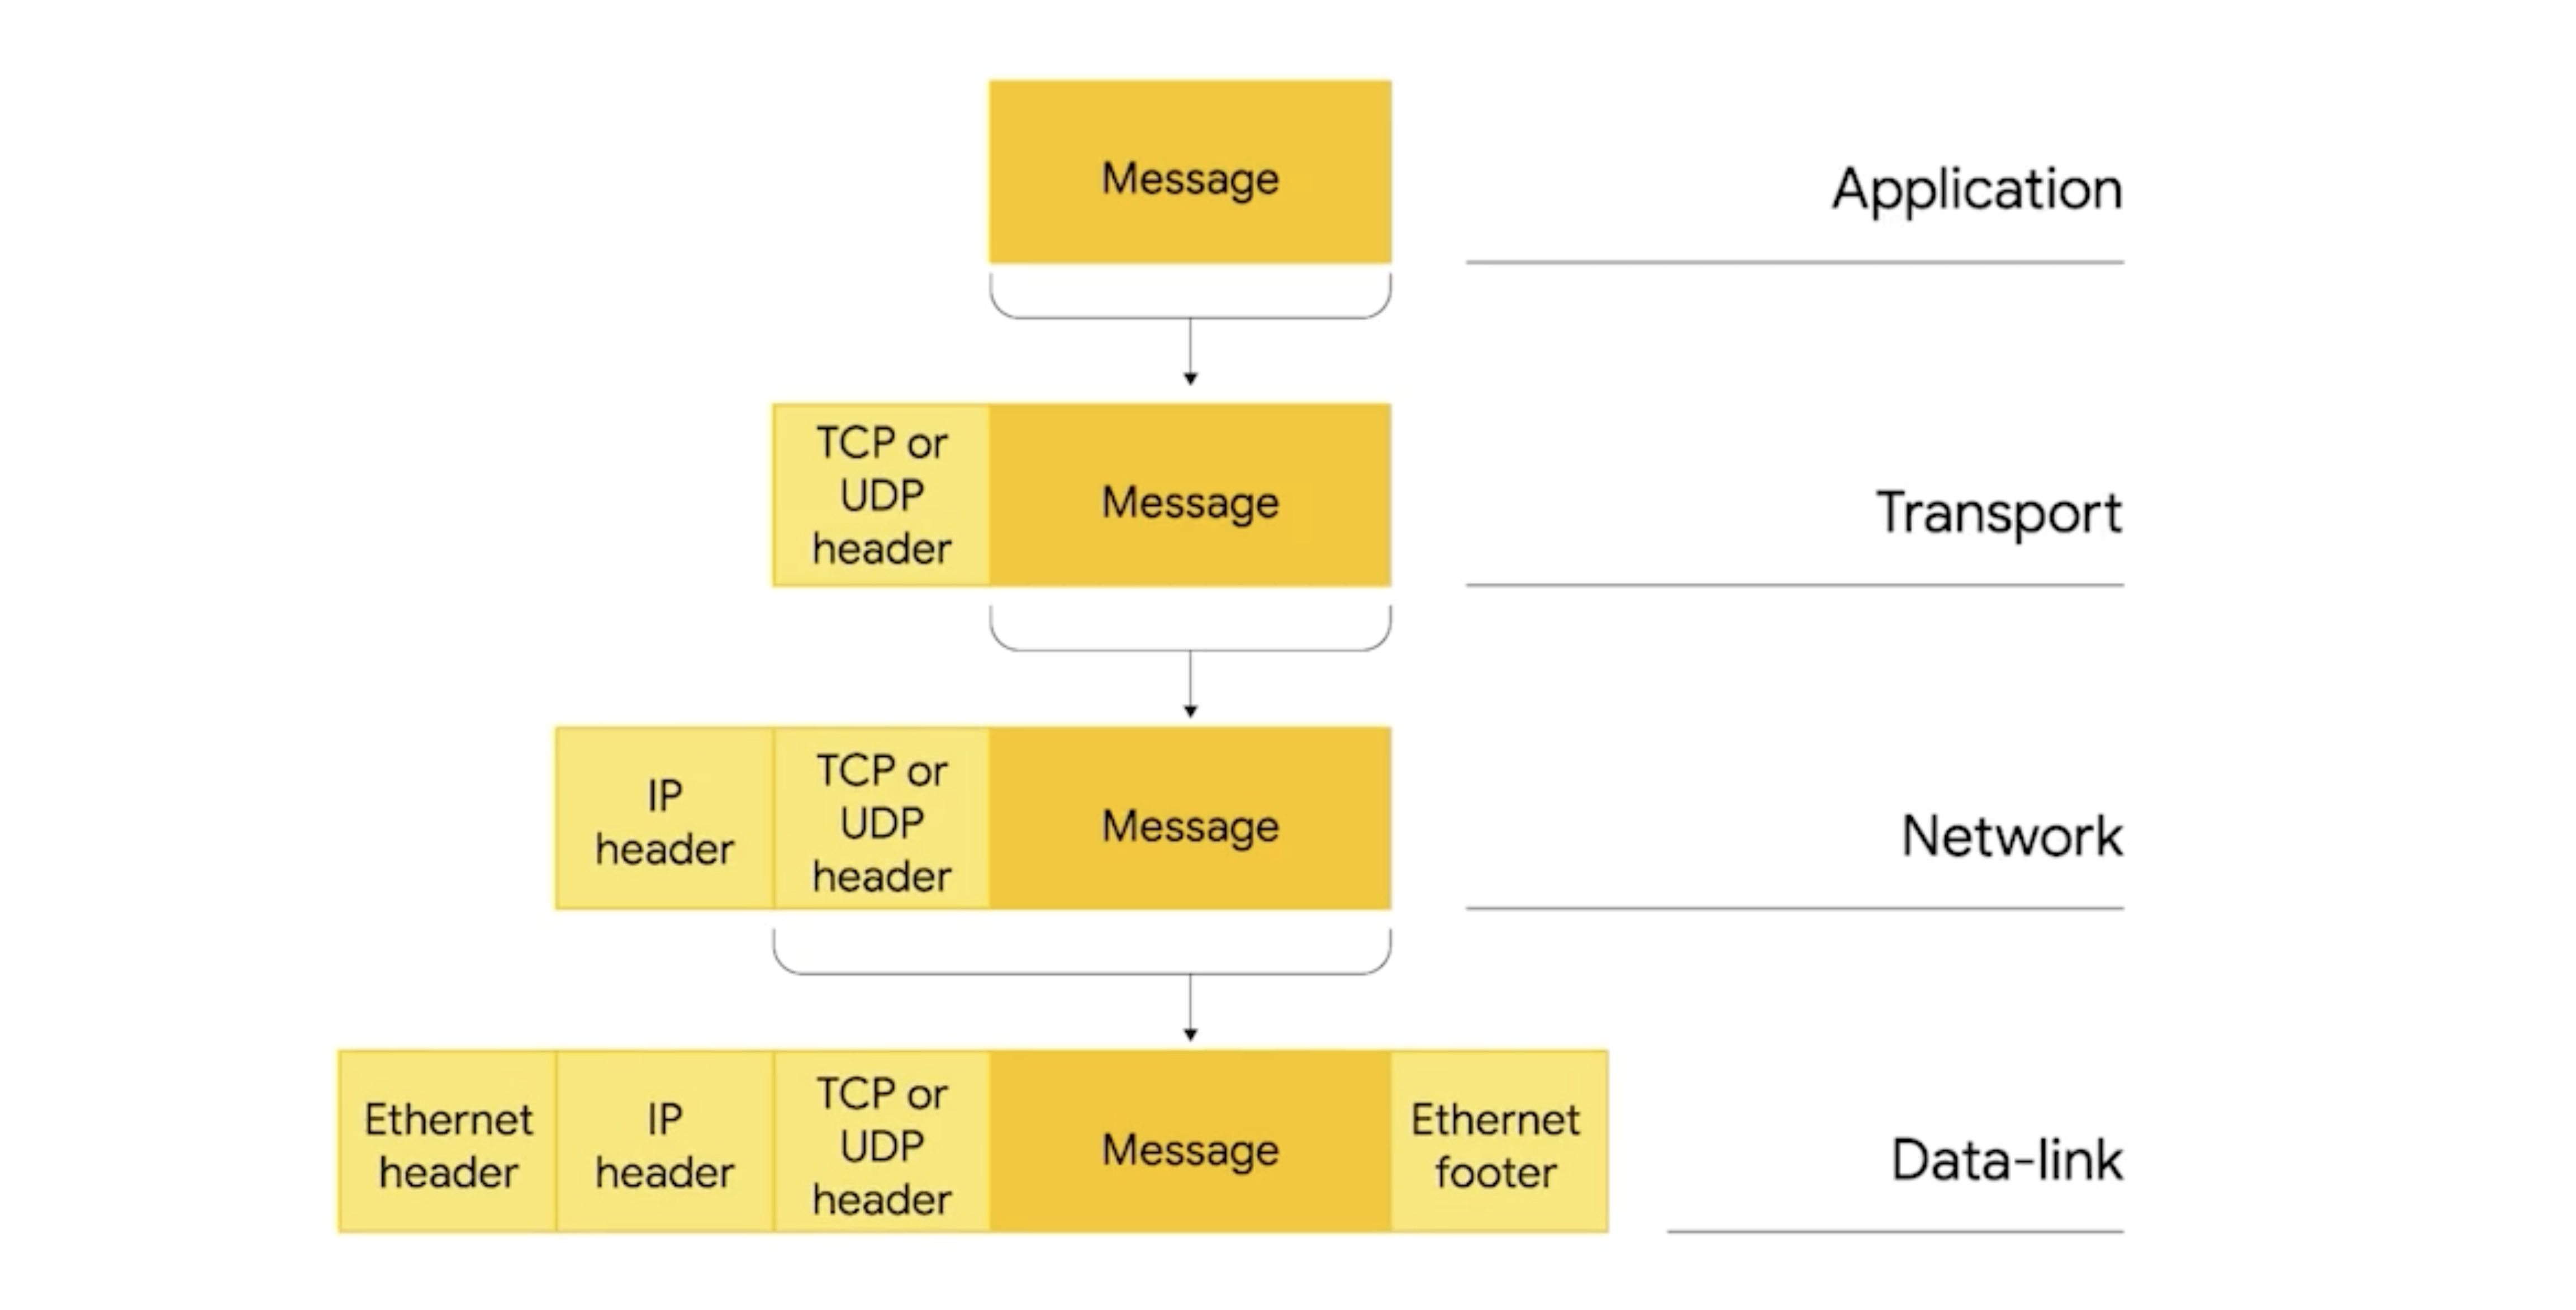 Message
Application
TCP or
UDP
header
Message
Transport
IP
header
TCP or
UDP
header
Message
Network
Ethernet
header
IP
header
TCP or
UDP
header
Message
Ethernet
footer
Data-link